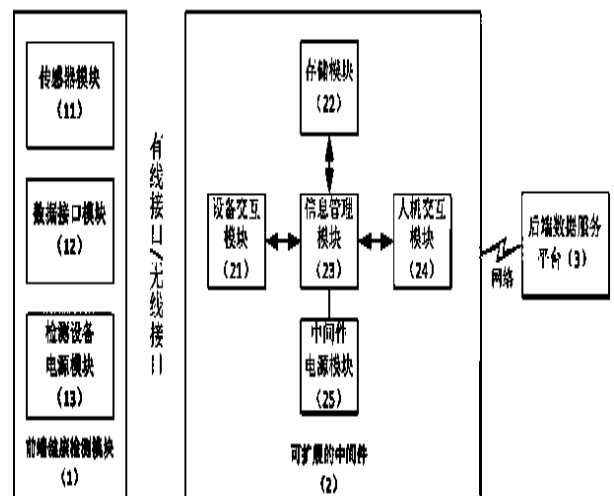 传感器模块
(11)
数据接口模块
(12)
检测设备
电源模块
(13)
前端健康检测模块
(1)
有线接口/无线接口
存储模块
(22)
设备交互
模块
(21)
信息管理
模块
(23)
人机交互
模块
(24)
中间件
电源模块
(25)
可扩展的中间件
(2)
网络
后端数据服务
平台(3)